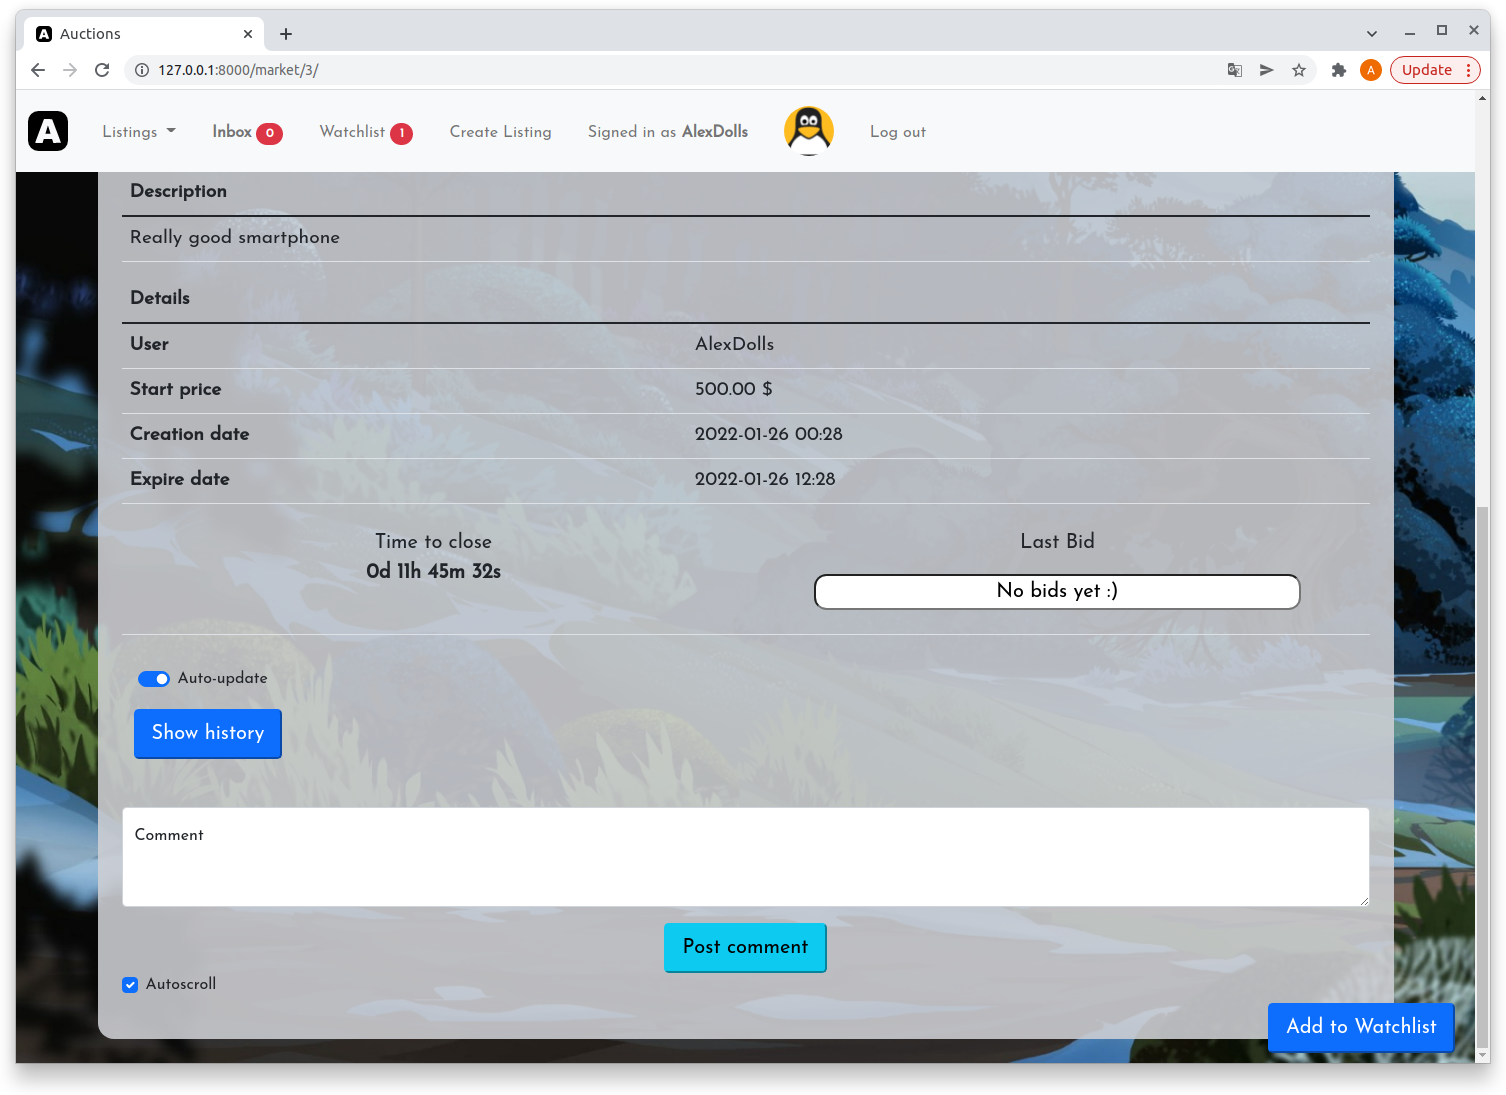 A Auctions
127.0.0.1:8000/market/3/ A Update
A Listings Inbox 0 Watchlist 1 Create Listing Signed in as AlexDolls Log out
Description
Really good smartphone
Details
User AlexDolls
Start price 500.00 $
Creation date 2022-01-26 00:28
Expire date 2022-01-26 12:28
Time to close Last Bid
0d 11h 45m 32s
No bids yet :)
Auto-update
Show history
Comment
Post comment
Autoscroll
Add to Watchlist